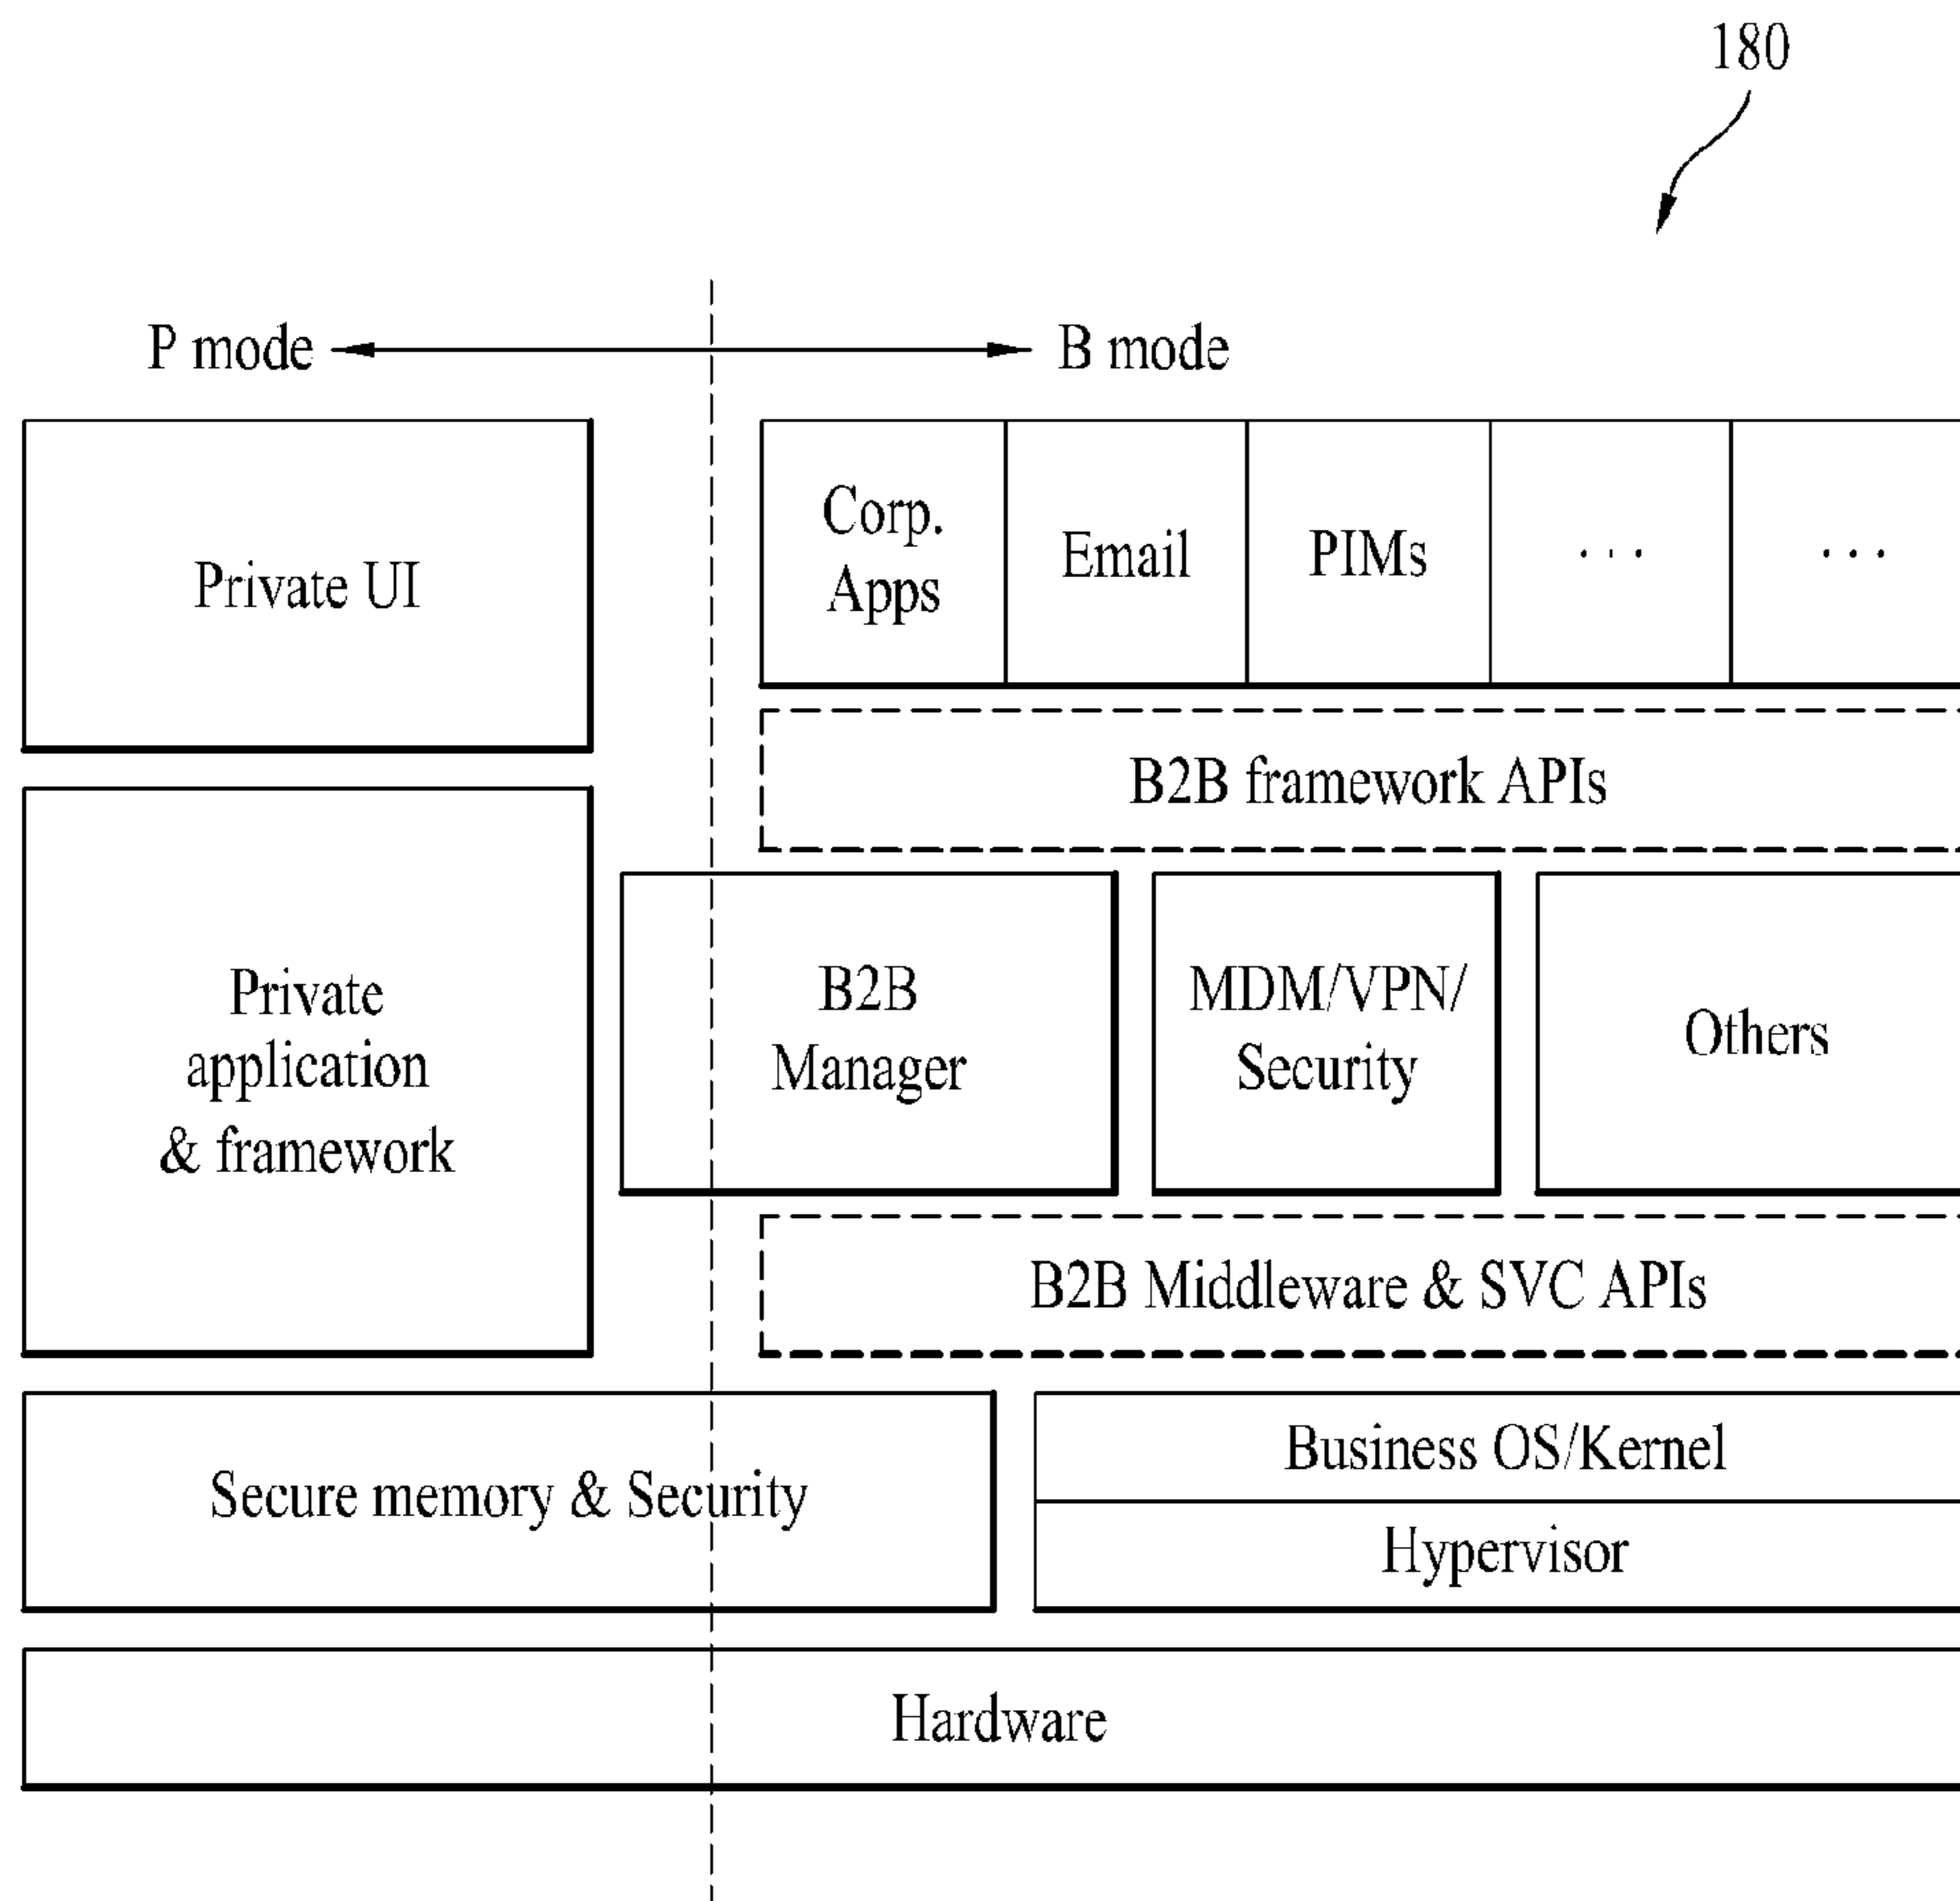 180
P mode
B mode
Private UI
Corp.
Apps
Email
PIMs
...
...
B2B framework APIs
Private
application
& framework
B2B
Manager
MDM/VPN/
Security
Others
B2B Middleware & SVC APIs
Secure memory & Security
Business OS/Kernel
Hypervisor
Hardware